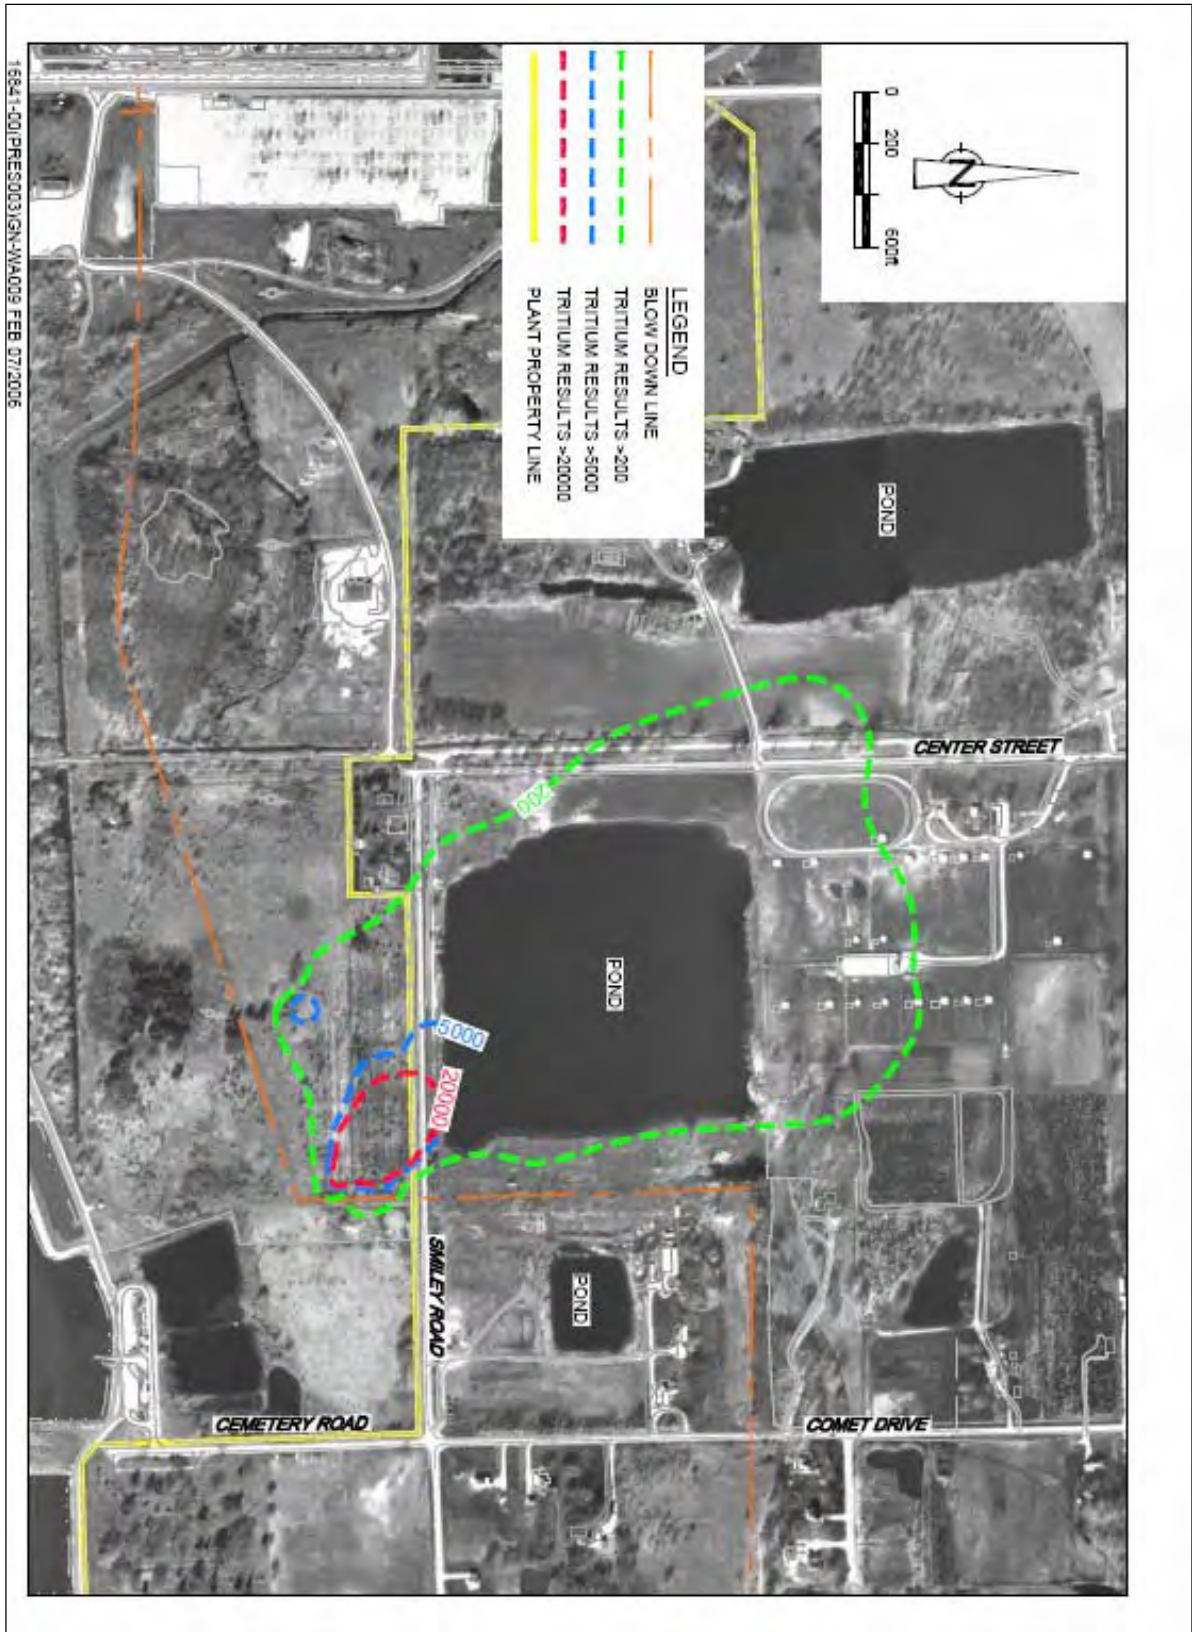 0
200
600ft
N
LEGEND
BLOW DOWN LINE
TRITIUM RESULTS >200
TRITIUM RESULTS >5000
TRITIUM RESULTS >20000
PLANT PROPERTY LINE
POND
CENTER STREET
200
POND
5000
20000
SMILEY ROAD
POND
CEMETERY ROAD
COMET DRIVE
16841-00(PRES003)GN-WA009 FEB 07/2006